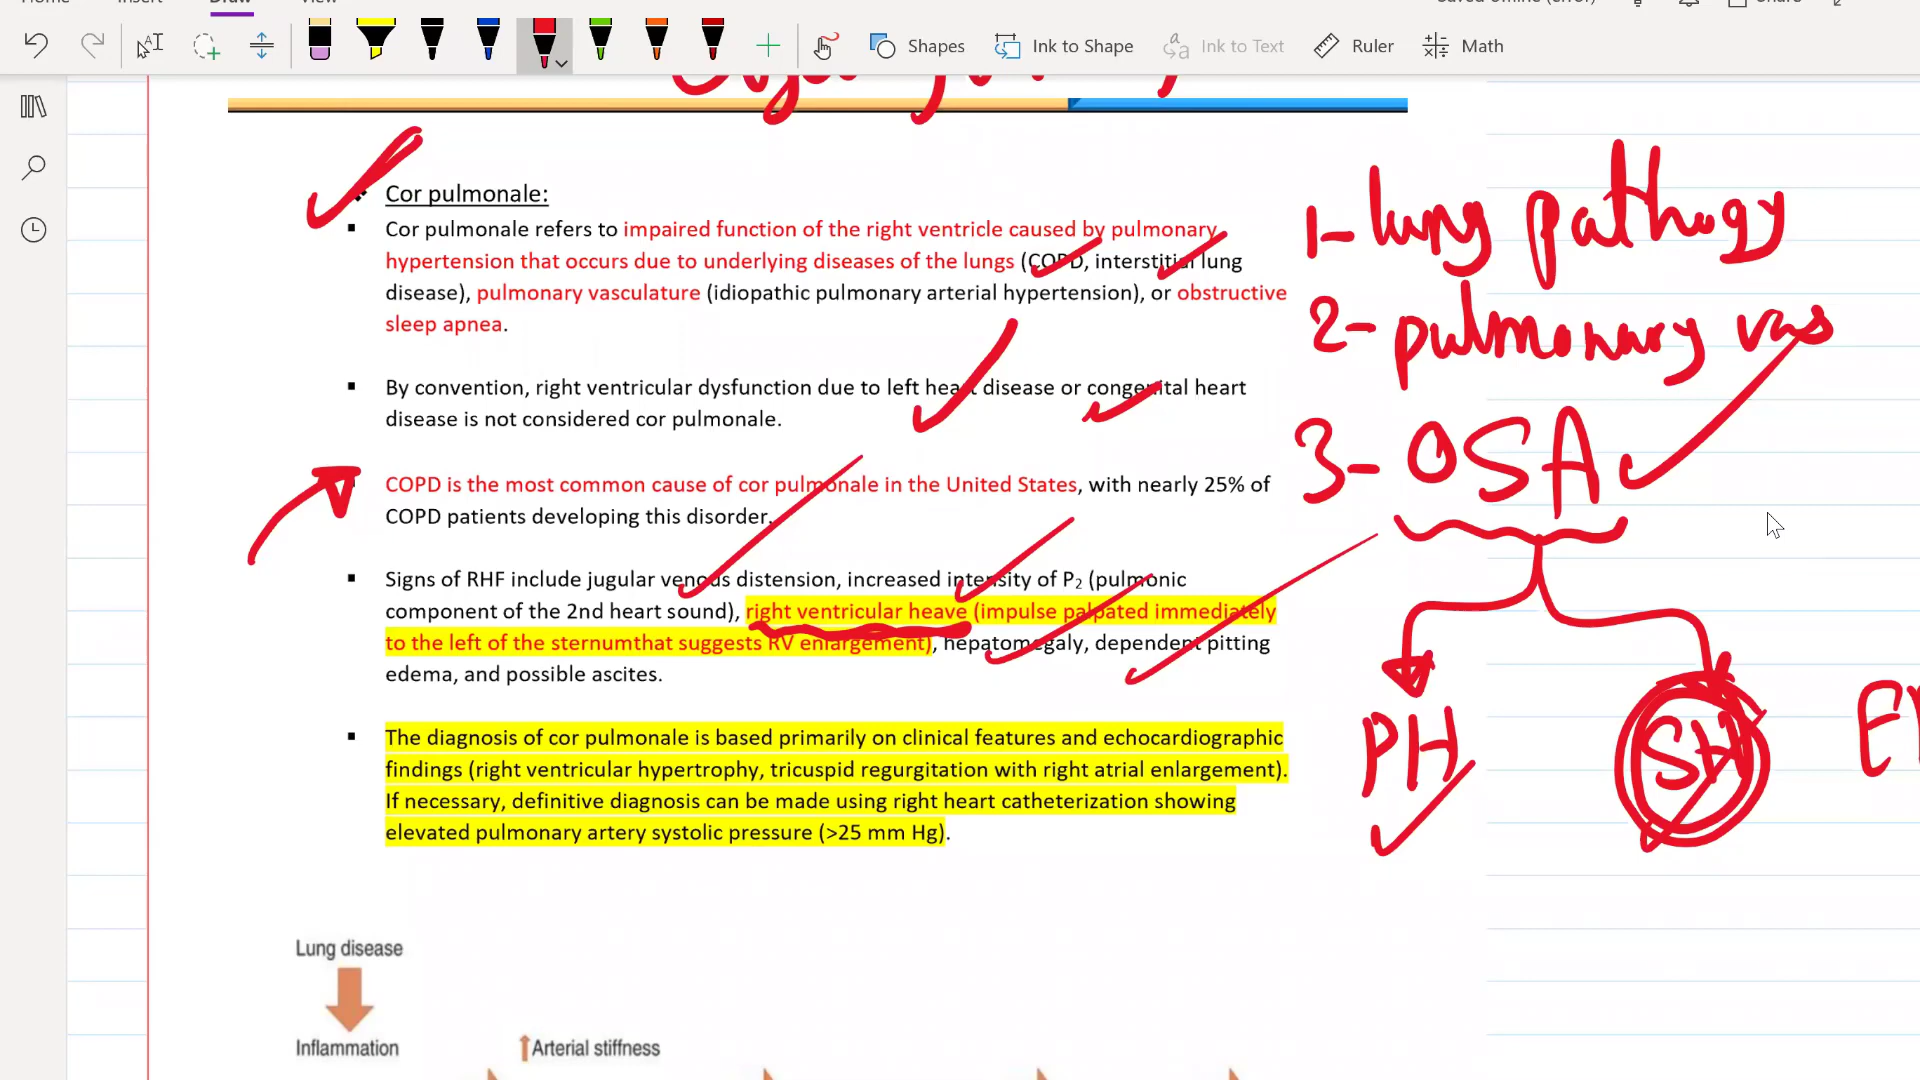 Shapes
Ink to Shape
Ink to Text
Ruler
Math
Cor pulmonale:
Cor pulmonale refers to impaired function of the right ventricle caused by pulmonary
hypertension that occurs due to underlying diseases of the lungs (COPD, interstitial lung
disease), pulmonary vasculature (idiopathic pulmonary arterial hypertension), or obstructive
sleep apnea.
By convention, right ventricular dysfunction due to left heart disease or congenital heart
disease is not considered cor pulmonale.
COPD is the most common cause of cor pulmonale in the United States, with nearly 25% of
COPD patients developing this disorder.
Signs of RHF include jugular venous distension, increased intensity of P2 (pulmonic
component of the 2nd heart sound), right ventricular heave (impulse palpated immediately
to the left of the sternumthat suggests RV enlargement), hepatomegaly, dependent pitting
edema, and possible ascites.
The diagnosis of cor pulmonale is based primarily on clinical features and echocardiographic
findings (right ventricular hypertrophy, tricuspid regurgitation with right atrial enlargement).
If necessary, definitive diagnosis can be made using right heart catheterization showing
elevated pulmonary artery systolic pressure (>25 mm Hg).
1- lung pathogy
2- pulmonary vas
3- OSA
PH
SH
Lung disease
Inflammation
Arterial stiffness